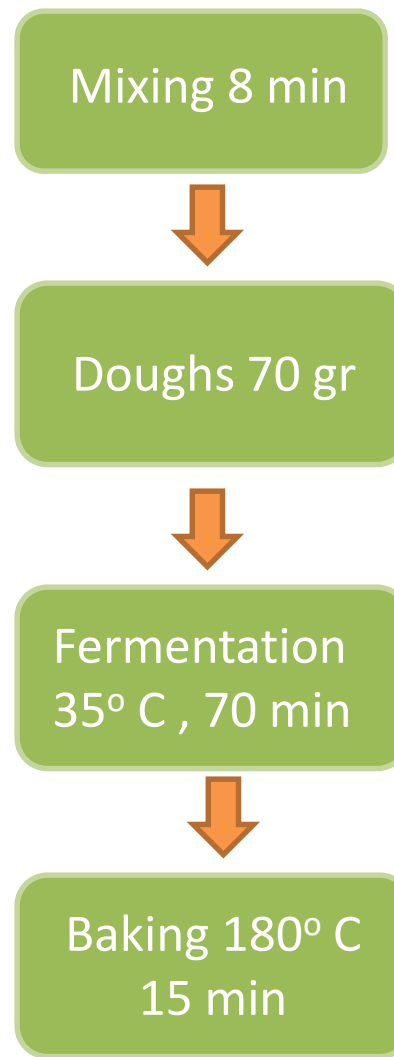 Mixing 8 min
Doughs 70 gr
Fermentation
35º C , 70 min
Baking 180º C
15 min